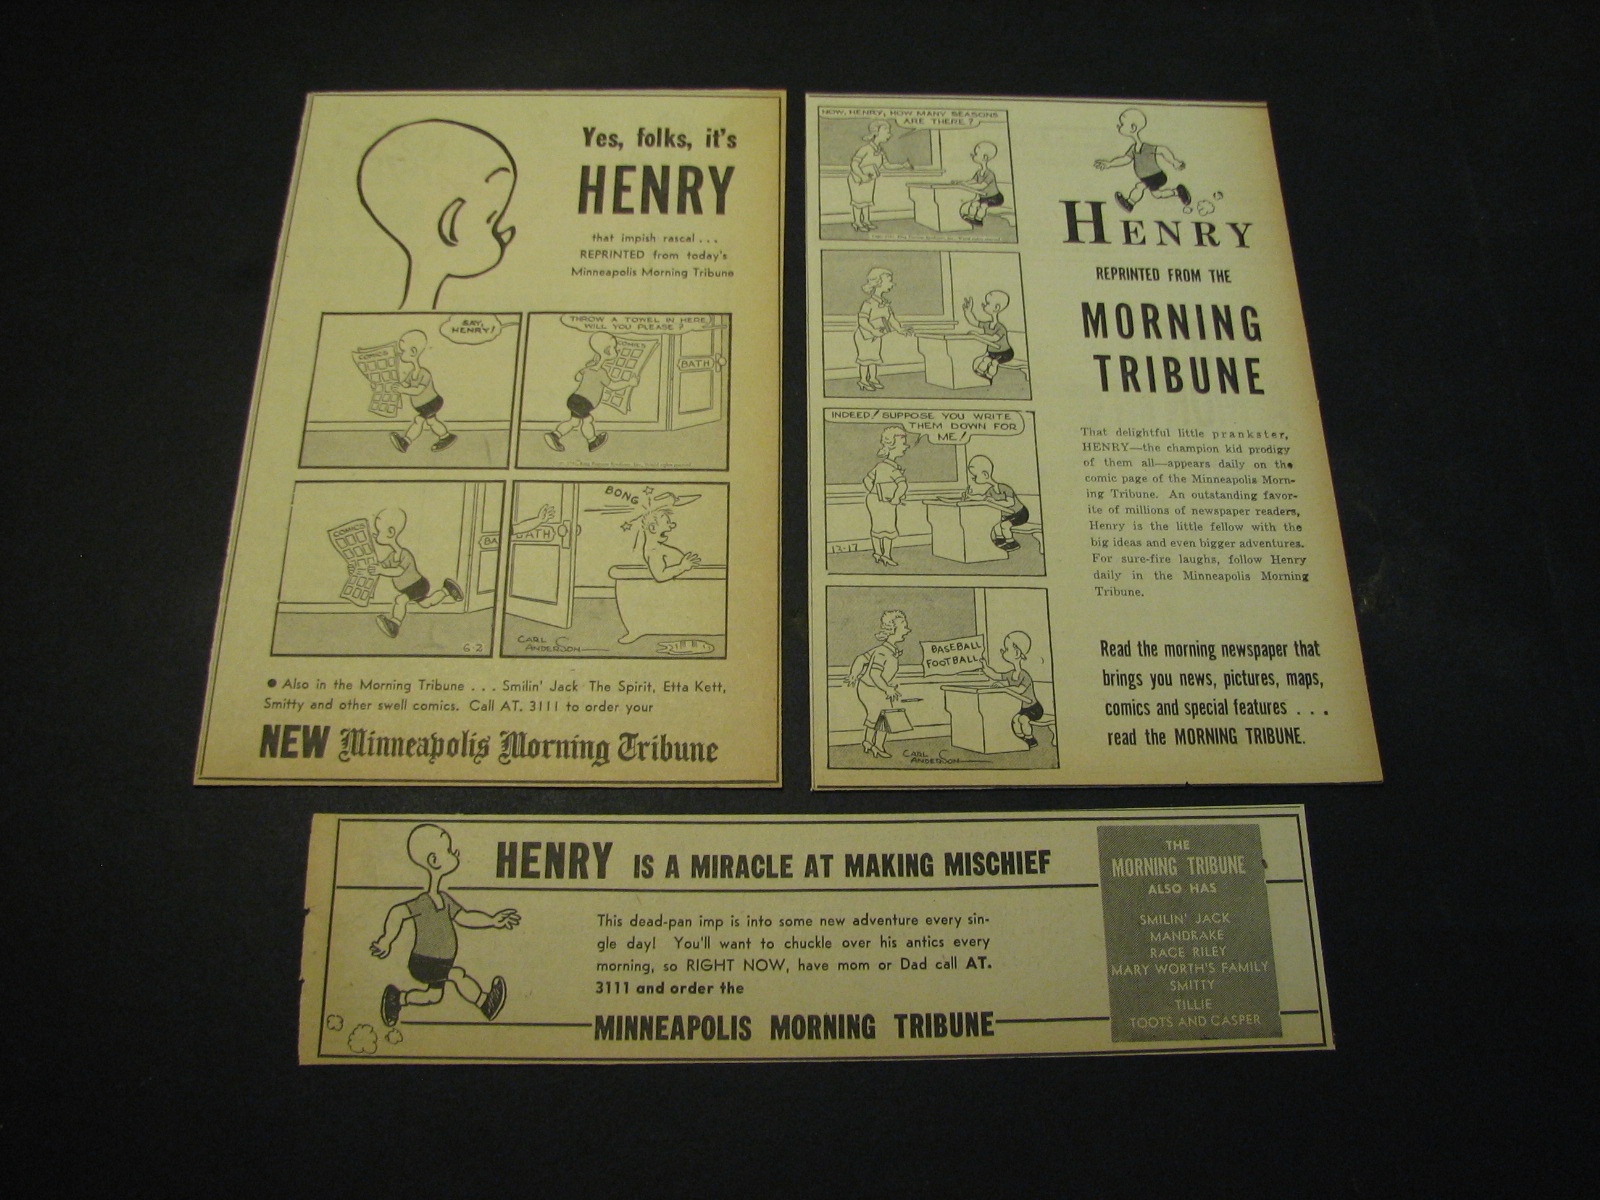 Yes, folks, it's
HENRY
that impish rascal . . .
REPRINTED from today's
Minneapolis Morning Tribune
SAY,
HENRY!
COMICS
THROW A TOWEL IN HERE,
WILL YOU PLEASE?
COMICS
BATH
COMICS
BA
6-2
BATH
BONG
CARL
ANDERSON
● Also in the Morning Tribune . . . Smilin' Jack The Spirit, Etta Kett,
Smitty and other swell comics. Call AT. 3111 to order your
NEW Minneapolis Morning Tribune
NOW, HENRY, HOW MANY SEASONS
ARE THERE?
INDEED! SUPPOSE YOU WRITE
THEM DOWN FOR
ME!
12-17
BASEBALL
FOOTBALL
CARL
ANDERSON
HENRY
REPRINTED FROM THE
MORNING
TRIBUNE
That delightful little prankster,
HENRY—the champion kid prodigy
of them all—appears daily on the
comic page of the Minneapolis Morn-
ing Tribune. An outstanding favor-
ite of millions of newspaper readers,
Henry is the little fellow with the
big ideas and even bigger adventures.
For sure-fire laughs, follow Henry
daily in the Minneapolis Morning
Tribune.
Read the morning newspaper that
brings you news, pictures, maps,
comics and special features . . .
read the MORNING TRIBUNE.
HENRY IS A MIRACLE AT MAKING MISCHIEF
This dead-pan imp is into some new adventure every sin-
gle day! You'll want to chuckle over his antics every
morning, so RIGHT NOW, have mom or Dad call AT.
3111 and order the
MINNEAPOLIS MORNING TRIBUNE
THE
MORNING TRIBUNE
ALSO HAS
SMILIN' JACK
MANDRAKE
RACE RILEY
MARY WORTH'S FAMILY
SMITTY
TILLIE
TOOTS AND CASPER